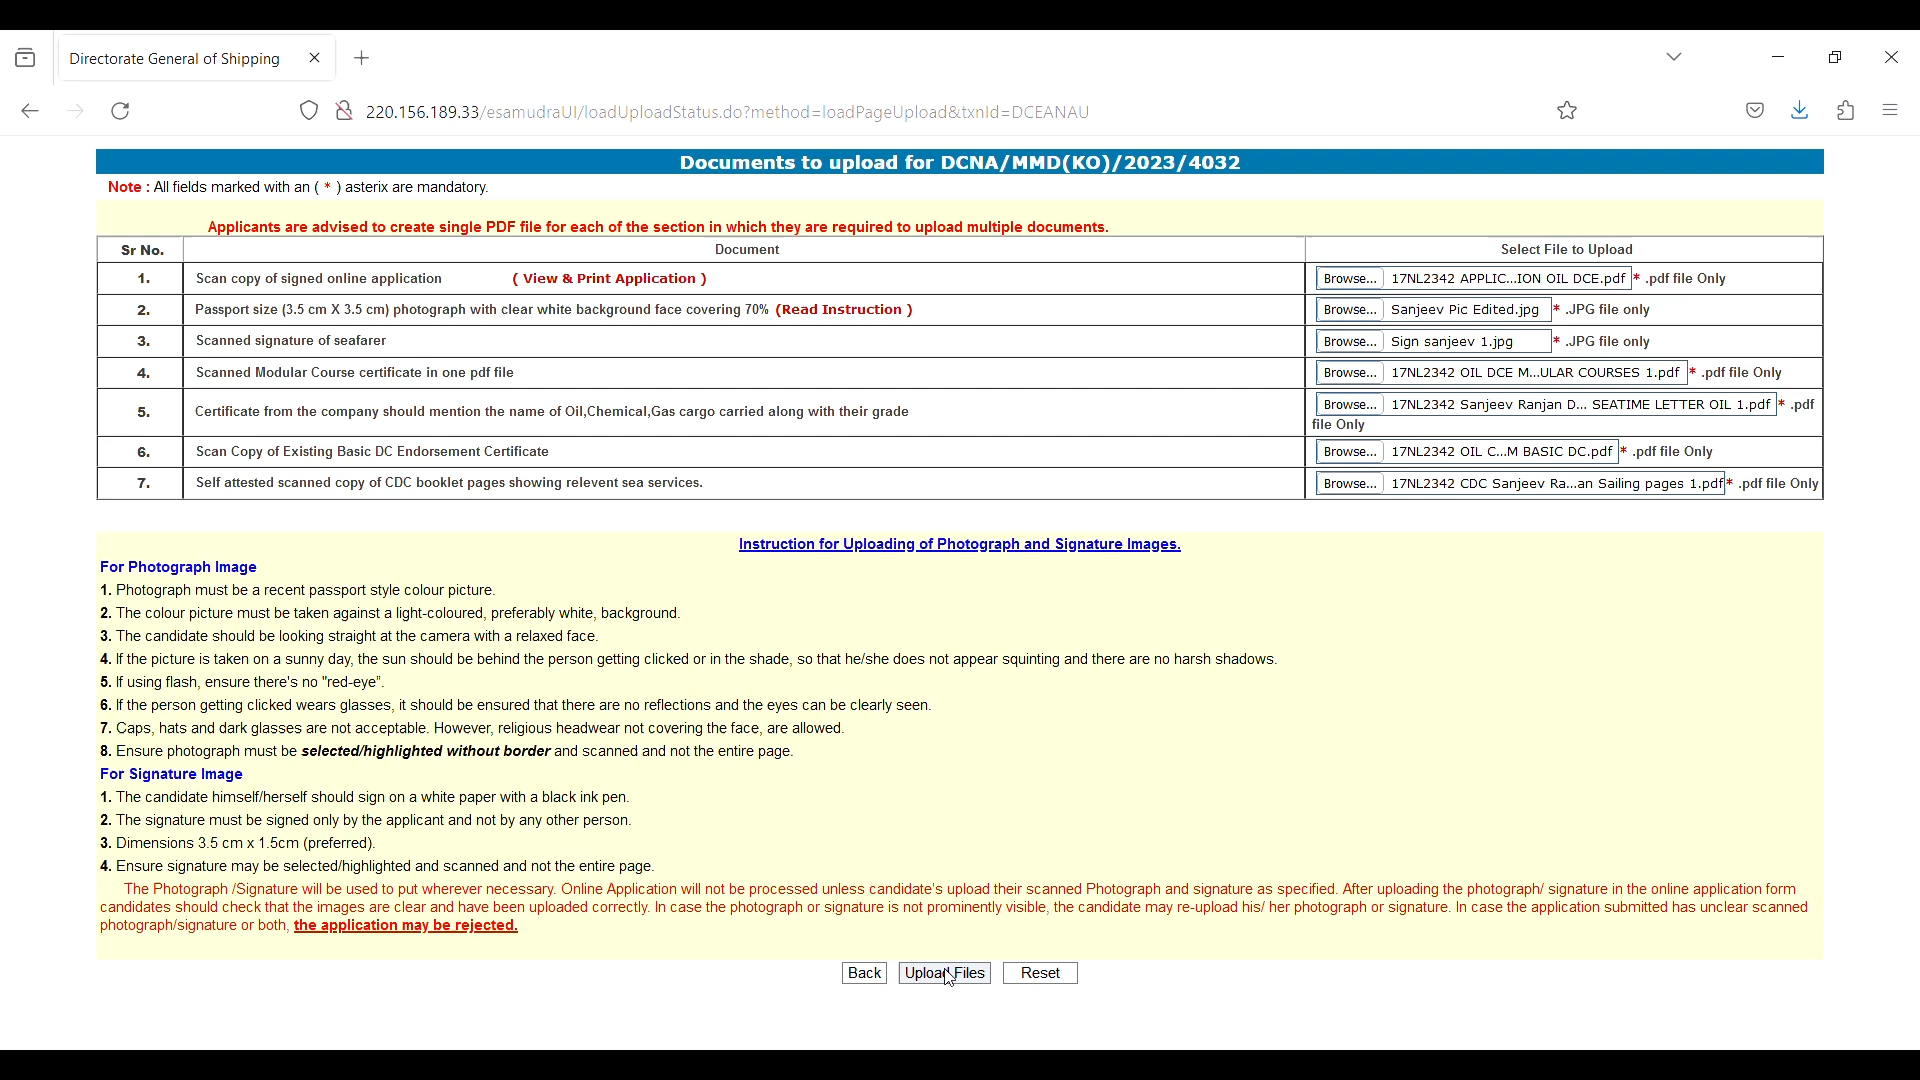 Directorate General of Shipping
220.156.189.33/esamudraUI/loadUploadStatus.do?method=loadPageUpload&txnId=DCEANAU
Documents to upload for DCNA/MMD(KO)/2023/4032
Note : All fields marked with an ( * ) asterix are mandatory.
Applicants are advised to create single PDF file for each of the section in which they are required to upload multiple documents.
Sr No. Document Select File to Upload
1. Scan copy of signed online application ( View & Print Application ) Browse... 17NL2342 APPLIC...ION OIL DCE.pdf * .pdf file Only
2. Passport size (3.5 cm X 3.5 cm) photograph with clear white background face covering 70% (Read Instruction ) Browse... Sanjeev Pic Edited.jpg * .JPG file only
3. Scanned signature of seafarer Browse... Sign sanjeev 1.jpg * .JPG file only
4. Scanned Modular Course certificate in one pdf file Browse... 17NL2342 OIL DCE M...ULAR COURSES 1.pdf * .pdf file Only
5. Certificate from the company should mention the name of Oil,Chemical,Gas cargo carried along with their grade Browse... 17NL2342 Sanjeev Ranjan D... SEATIME LETTER OIL 1.pdf * .pdf
file Only
6. Scan Copy of Existing Basic DC Endorsement Certificate Browse... 17NL2342 OIL C...M BASIC DC.pdf * .pdf file Only
7. Self attested scanned copy of CDC booklet pages showing relevent sea services. Browse... 17NL2342 CDC Sanjeev Ra...an Sailing pages 1.pdf * .pdf file Only
Instruction for Uploading of Photograph and Signature Images.
For Photograph Image
1. Photograph must be a recent passport style colour picture.
2. The colour picture must be taken against a light-coloured, preferably white, background.
3. The candidate should be looking straight at the camera with a relaxed face.
4. If the picture is taken on a sunny day, the sun should be behind the person getting clicked or in the shade, so that he/she does not appear squinting and there are no harsh shadows.
5. If using flash, ensure there's no "red-eye".
6. If the person getting clicked wears glasses, it should be ensured that there are no reflections and the eyes can be clearly seen.
7. Caps, hats and dark glasses are not acceptable. However, religious headwear not covering the face, are allowed.
8. Ensure photograph must be selected/highlighted without border and scanned and not the entire page.
For Signature Image
1. The candidate himself/herself should sign on a white paper with a black ink pen.
2. The signature must be signed only by the applicant and not by any other person.
3. Dimensions 3.5 cm x 1.5cm (preferred).
4. Ensure signature may be selected/highlighted and scanned and not the entire page.
The Photograph /Signature will be used to put wherever necessary. Online Application will not be processed unless candidate's upload their scanned Photograph and signature as specified. After uploading the photograph/ signature in the online application form
candidates should check that the images are clear and have been uploaded correctly. In case the photograph or signature is not prominently visible, the candidate may re-upload his/ her photograph or signature. In case the application submitted has unclear scanned
photograph/signature or both, the application may be rejected.
Back Upload Files Reset